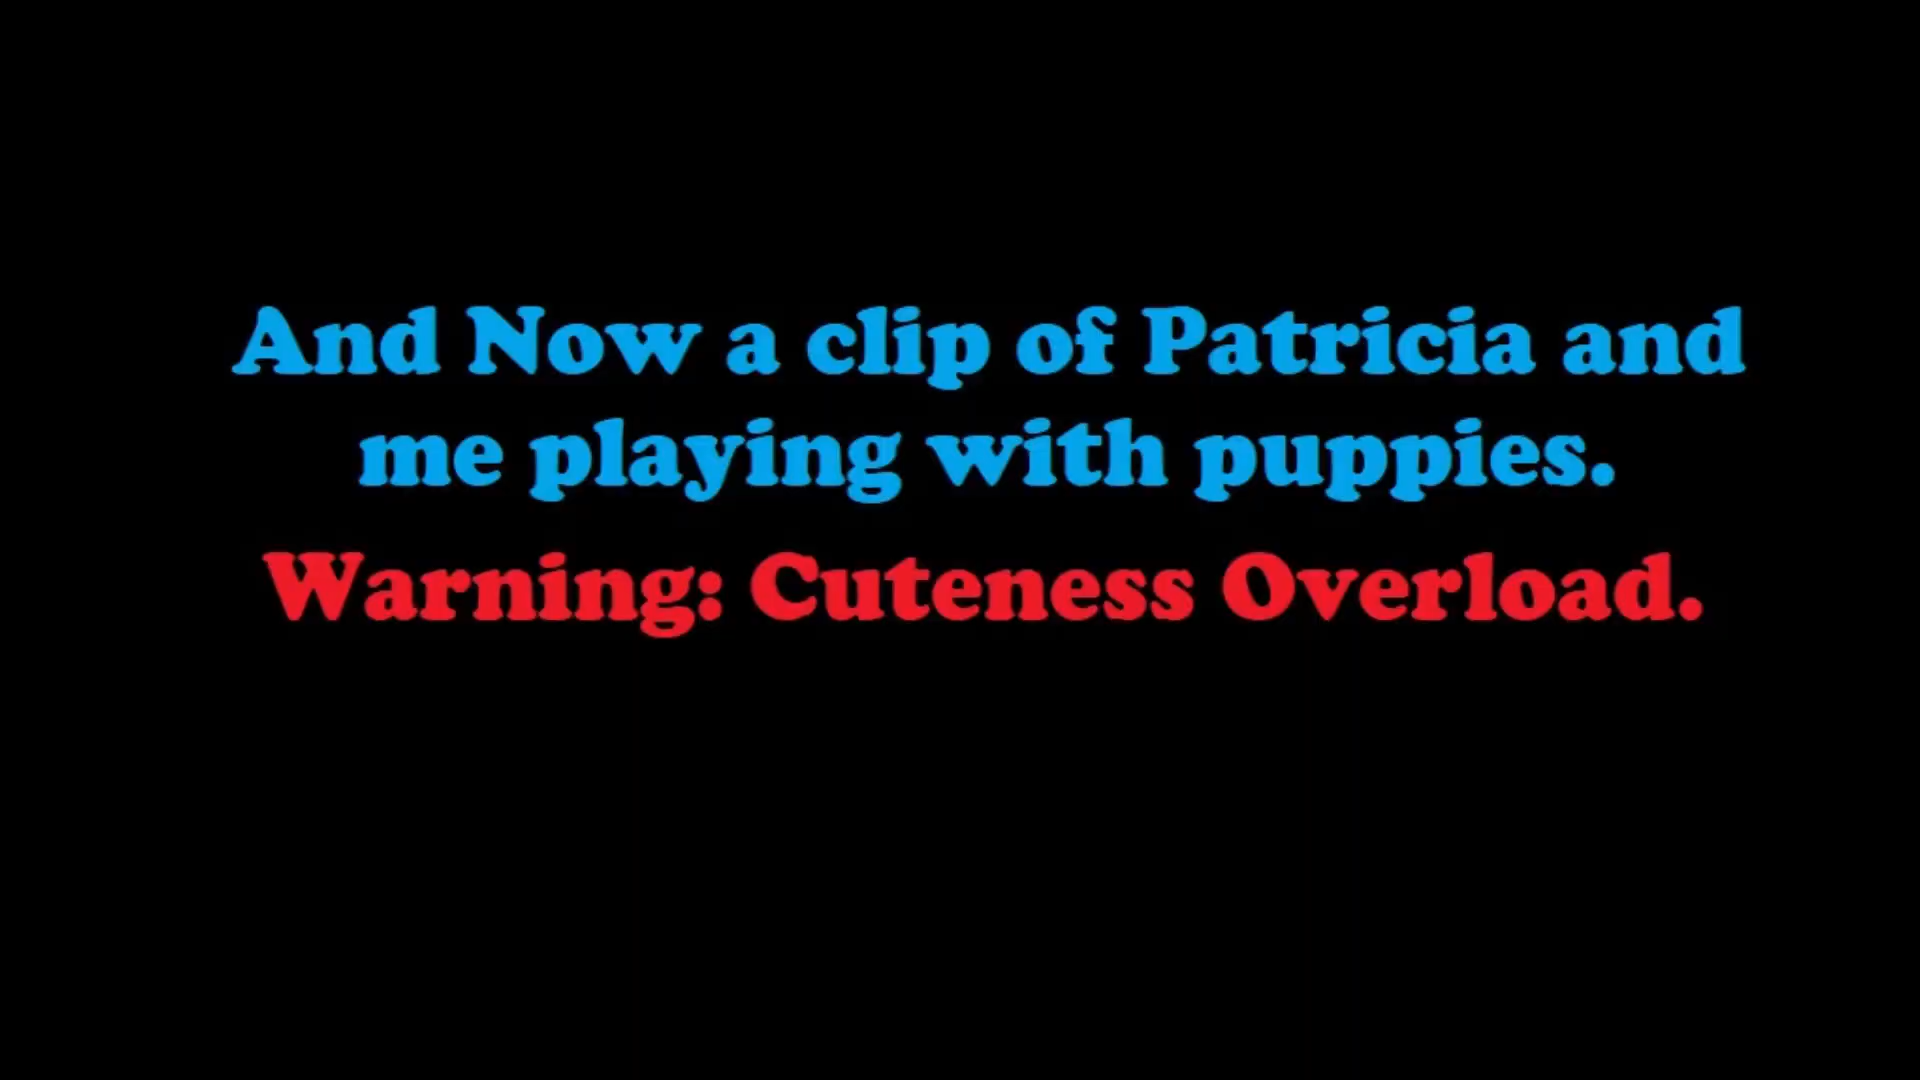 And Now a clip of Patricia and
me playing with puppies.
Warning: Cuteness Overload.